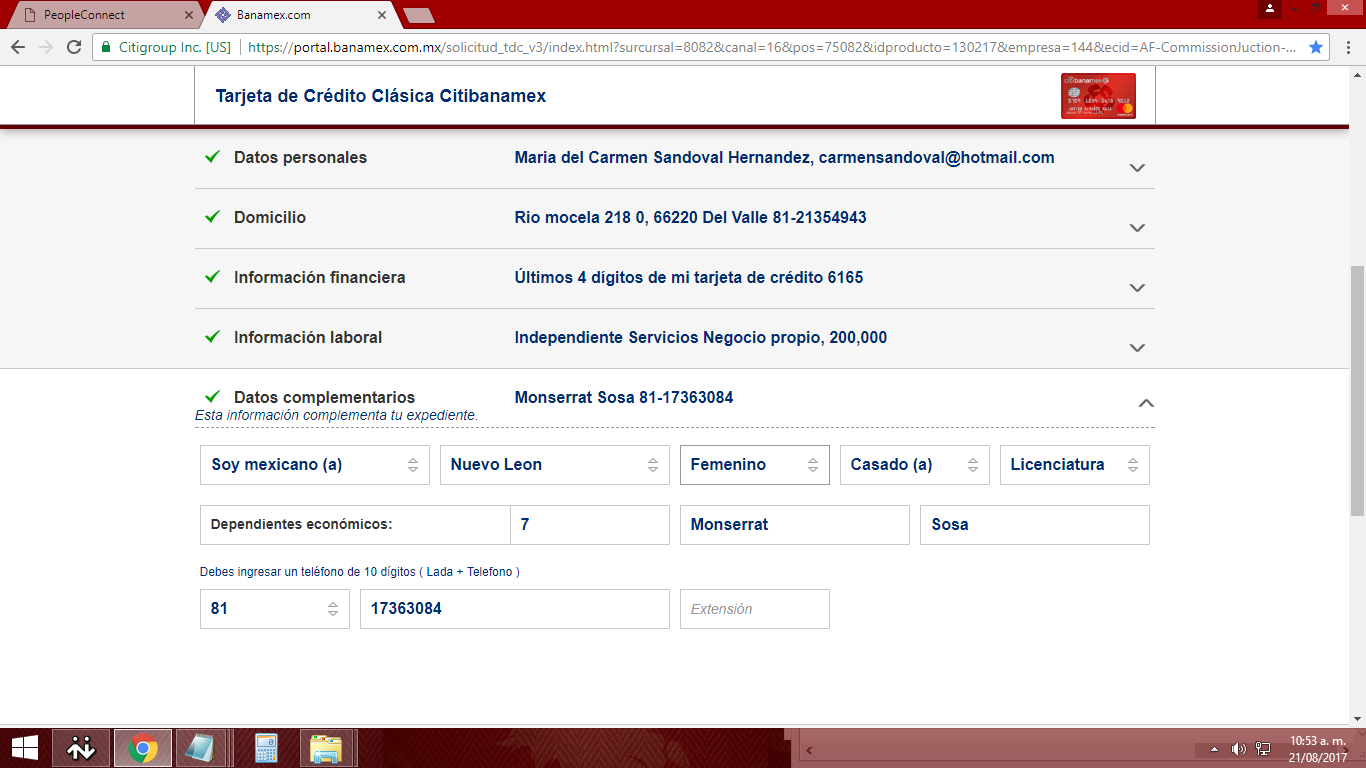 PeopleConnect
Banamex.com
Citigroup Inc. [US] https://portal.banamex.com.mx/solicitud_tdc_v3/index.html?sursursal=8082&canal=16&pos=75082&idproducto=130217&empresa=144&ecid=AF-CommissionJuction-...
Tarjeta de Crédito Clásica Citibanamex
citibanamex
Datos personales Maria del Carmen Sandoval Hernandez, carmensandoval@hotmail.com
Domicilio Rio mocela 218 0, 66220 Del Valle 81-21354943
Información financiera Últimos 4 dígitos de mi tarjeta de crédito 6165
Información laboral Independiente Servicios Negocio propio, 200,000
Datos complementarios Monserrat Sosa 81-17363084
Esta información complementa tu expediente.
Soy mexicano (a) Nuevo Leon Femenino Casado (a) Licenciatura
Dependientes económicos: 7 Monserrat Sosa
Debes ingresar un teléfono de 10 dígitos ( Lada + Telefono )
81 17363084 Extensión
10:53 a. m.
21/08/2017